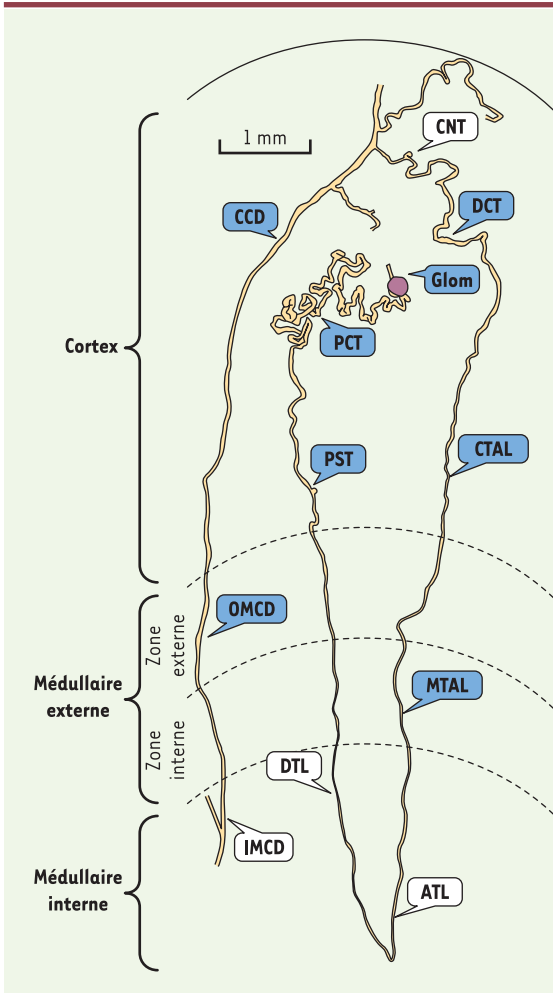 CNT
1 mm
DCT
CCD
Glom
PCT
Cortex
CTAL
PST
OMCD
Zone
externe
Médullaire
externe
MTAL
Zone
interne
DTL
IMCD
Médullaire
interne
ATL